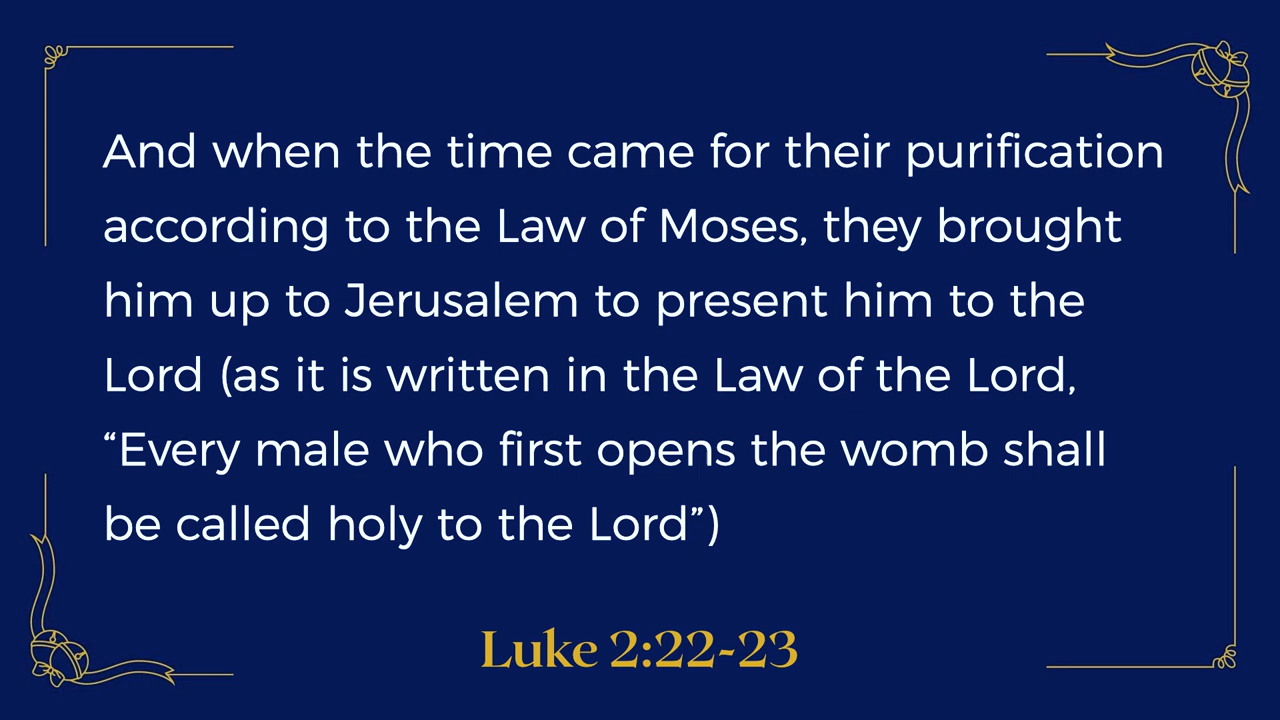 And when the time came for their purification
according to the Law of Moses, they brought
him up to Jerusalem to present him to the
Lord (as it is written in the Law of the Lord,
“Every male who first opens the womb shall
be called holy to the Lord”)
Luke 2:22-23